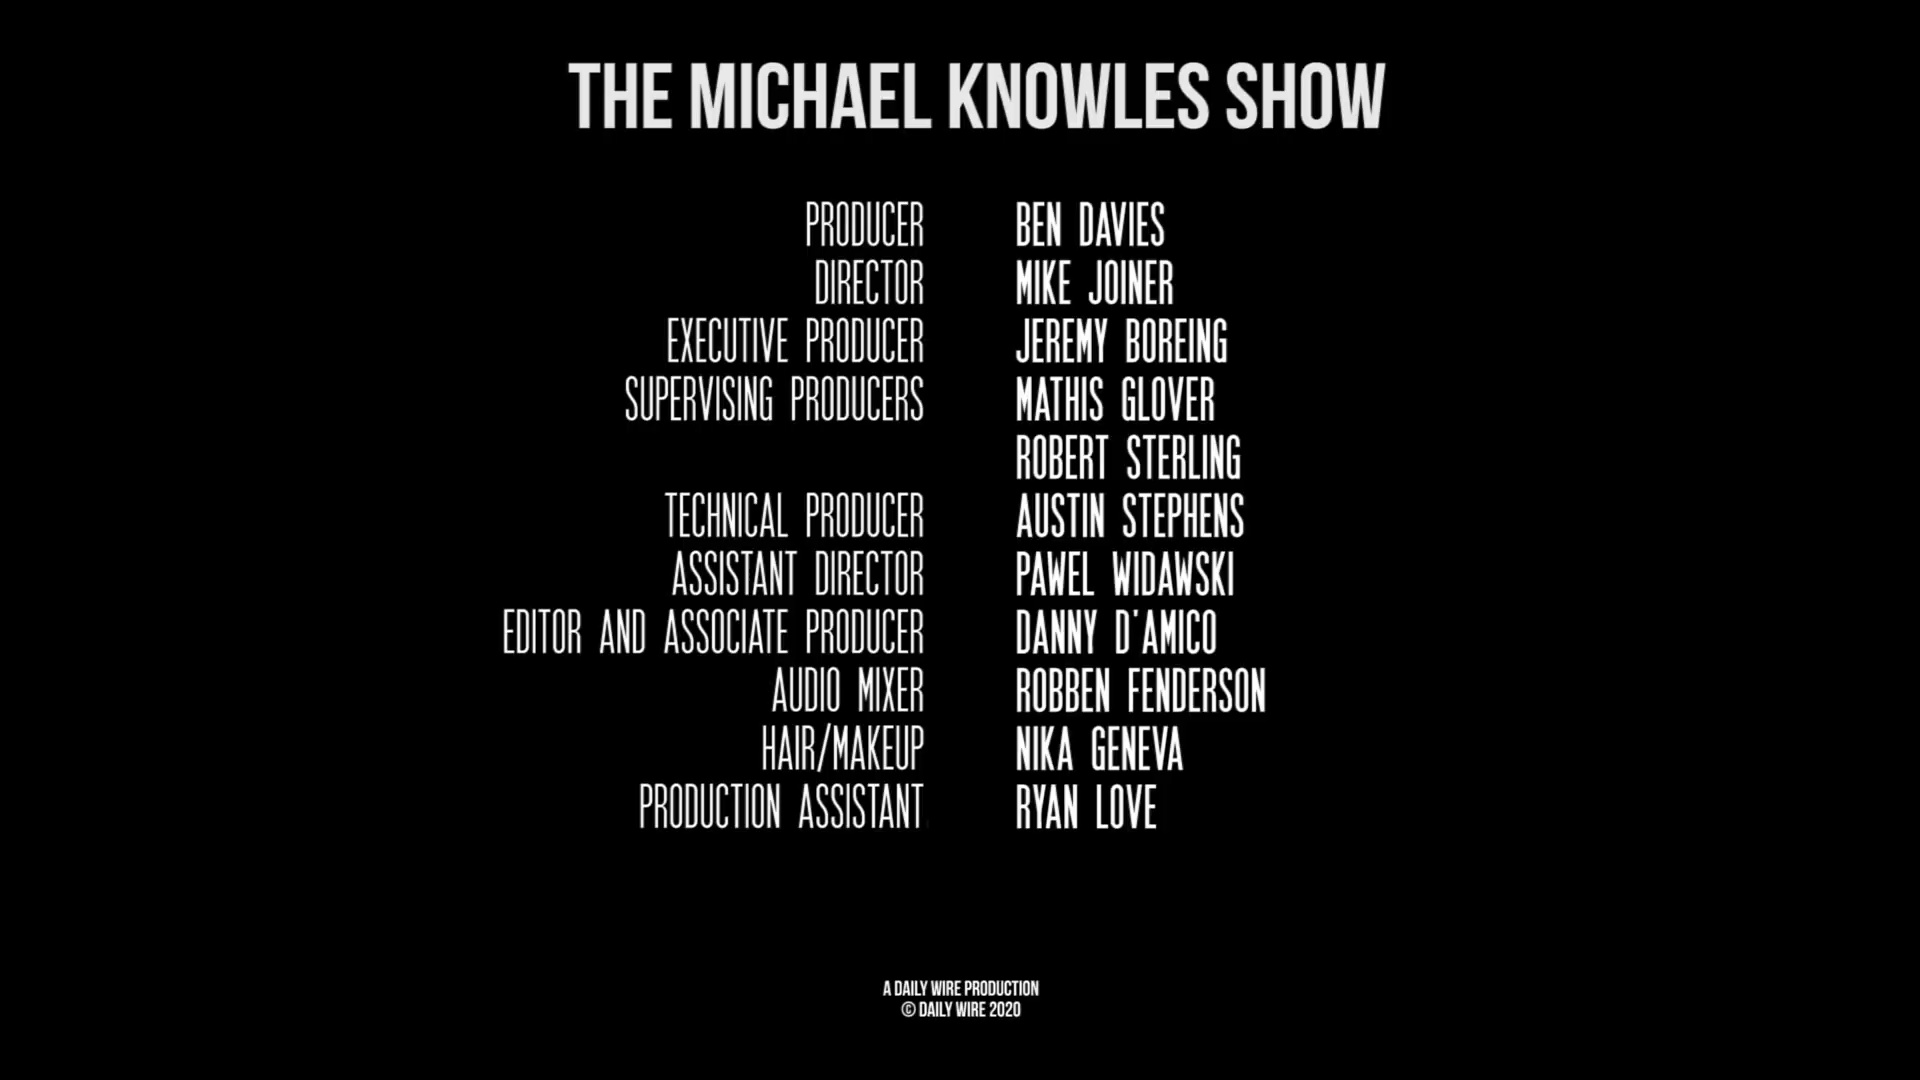 THE MICHAEL KNOWLES SHOW
PRODUCER BEN DAVIES
DIRECTOR MIKE JOINER
EXECUTIVE PRODUCER JEREMY BOREING
SUPERVISING PRODUCERS MATHIS GLOVER
ROBERT STERLING
TECHNICAL PRODUCER AUSTIN STEPHENS
ASSISTANT DIRECTOR PAWEL WIDAWSKI
EDITOR AND ASSOCIATE PRODUCER DANNY D'AMICO
AUDIO MIXER ROBBEN FENDERSON
HAIR/MAKEUP NIKA GENEVA
PRODUCTION ASSISTANT RYAN LOVE
A DAILY WIRE PRODUCTION
© DAILY WIRE 2020